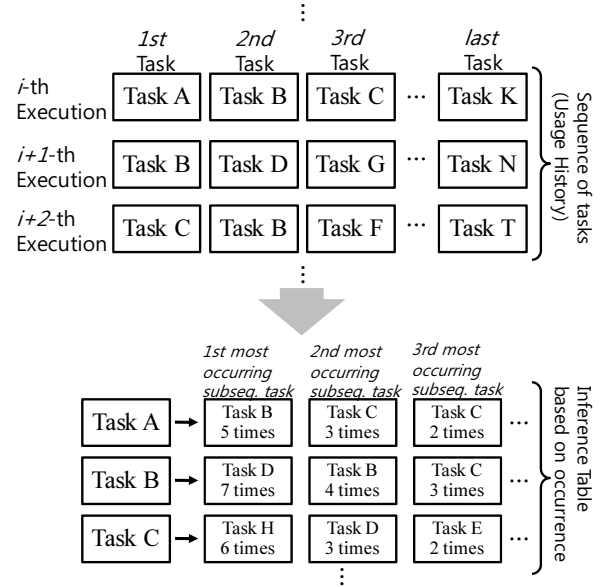 ⋮
1st
Task
2nd
Task
3rd
Task
last
Task
i-th
Execution
Task A
Task B
Task C
⋯
Task K
i+1-th
Execution
Task B
Task D
Task G
⋯
Task N
i+2-th
Execution
Task C
Task B
Task F
⋯
Task T
⋮
Sequence of tasks
(Usage History)
1st most
occurring
subseq. task
2nd most
occurring
subseq. task
3rd most
occurring
subseq. task
Task A
Task B
5 times
Task C
3 times
Task C
2 times
⋯
Task B
Task D
7 times
Task B
4 times
Task C
3 times
⋯
Task C
Task H
6 times
Task D
3 times
Task E
2 times
⋯
⋮
Inference Table
based on occurrence